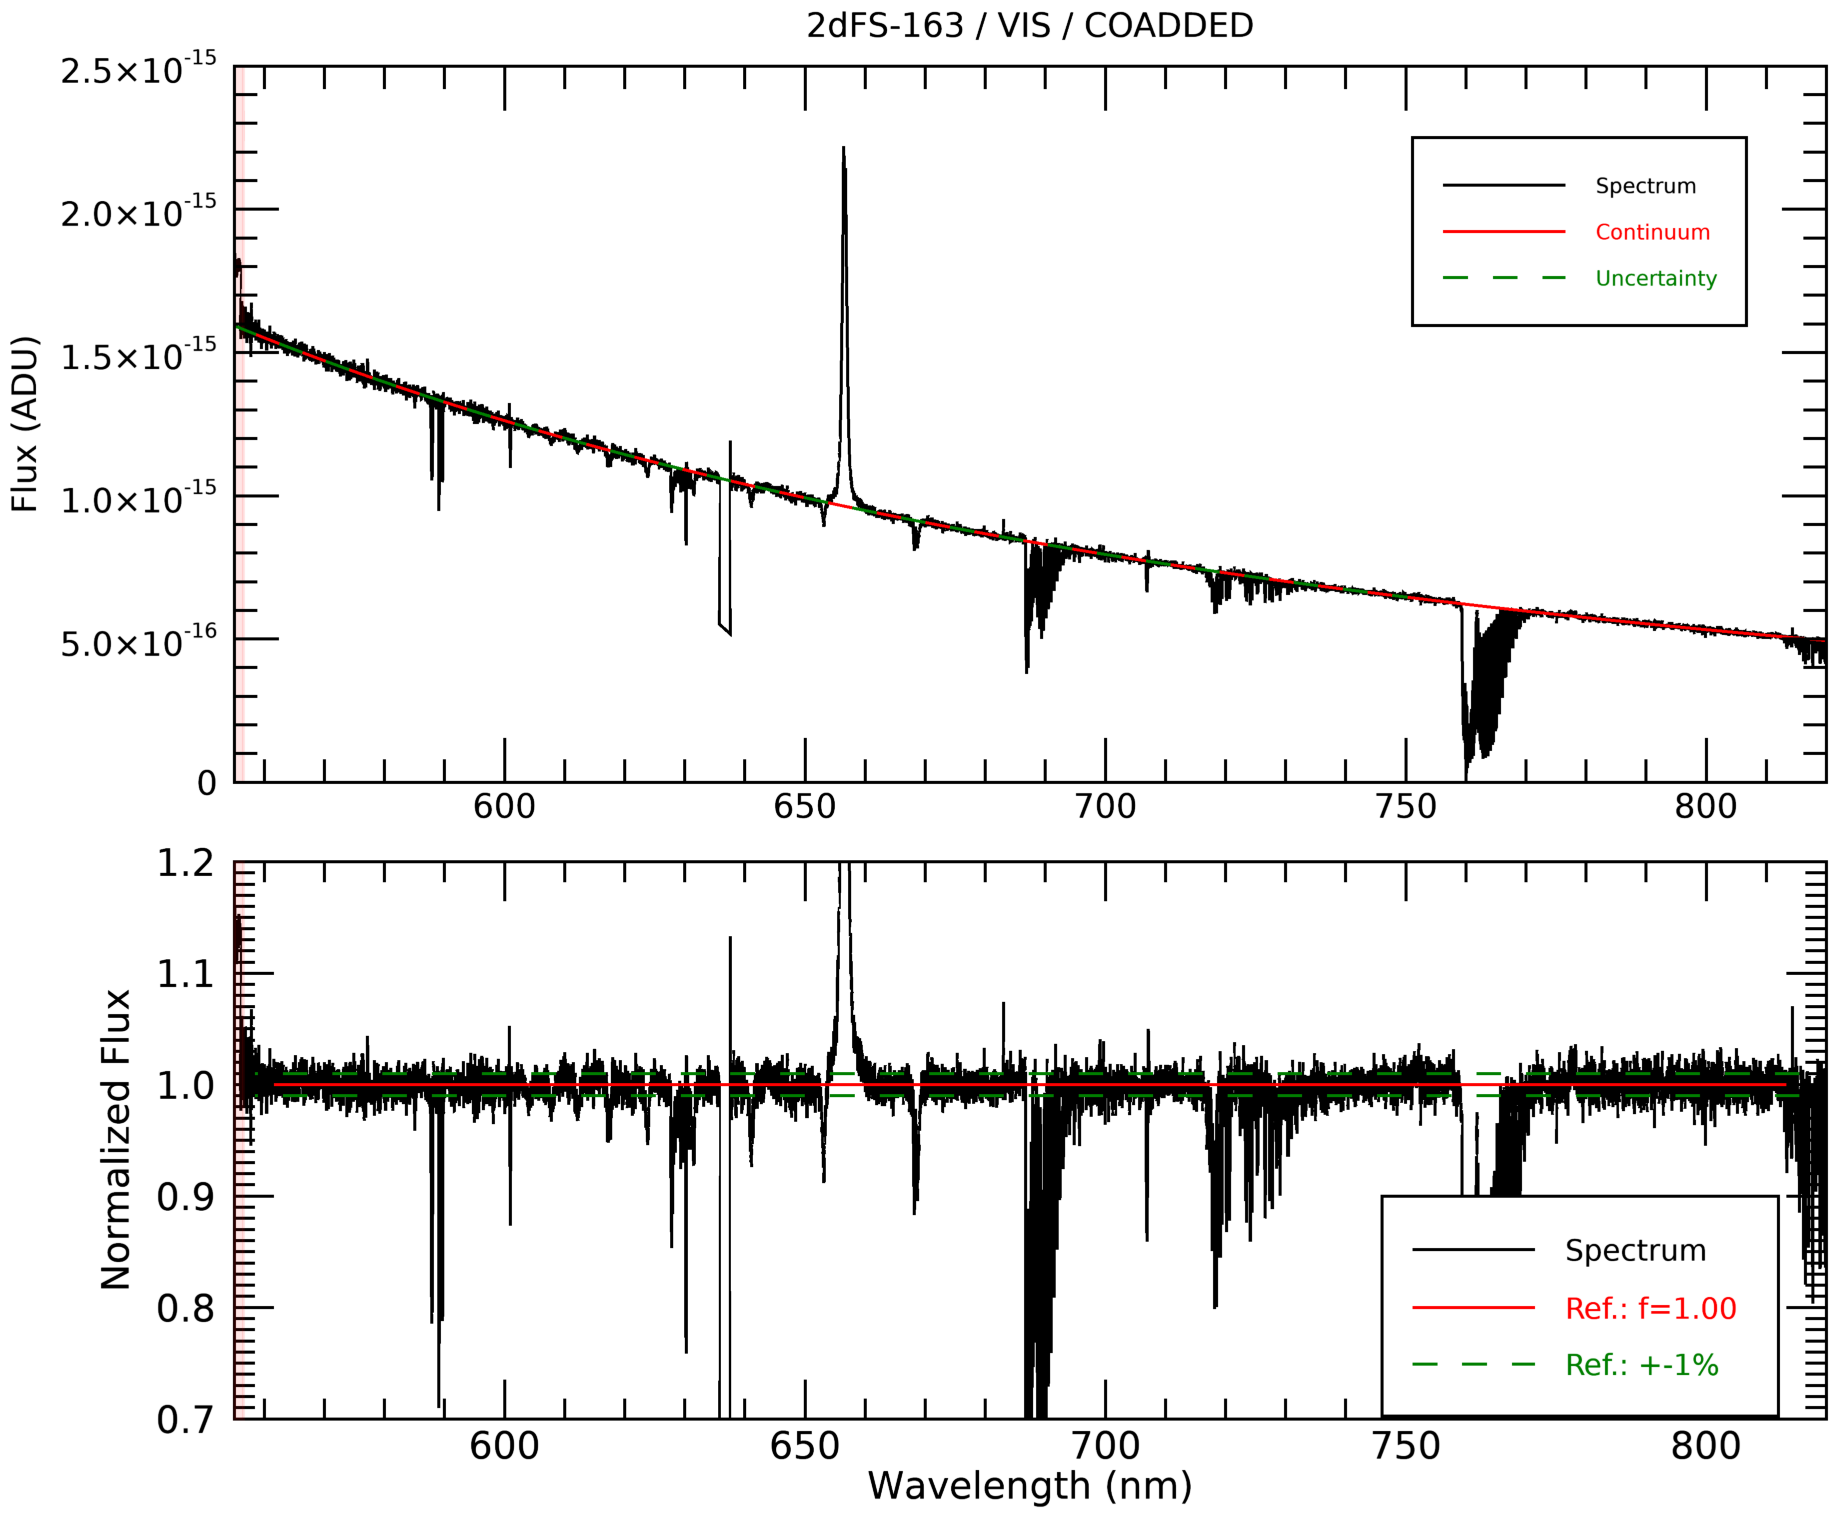 2dFS-163 / VIS / COADDED
2.5×10⁻¹⁵
2.0×10⁻¹⁵
1.5×10⁻¹⁵
1.0×10⁻¹⁵
5.0×10⁻¹⁶
0
Flux (ADU)
Spectrum
Continuum
Uncertainty
600 650 700 750 800
1.2
1.1
1.0
0.9
0.8
0.7
Normalized Flux
Spectrum
Ref.: f=1.00
Ref.: +-1%
600 650 700 750 800
Wavelength (nm)